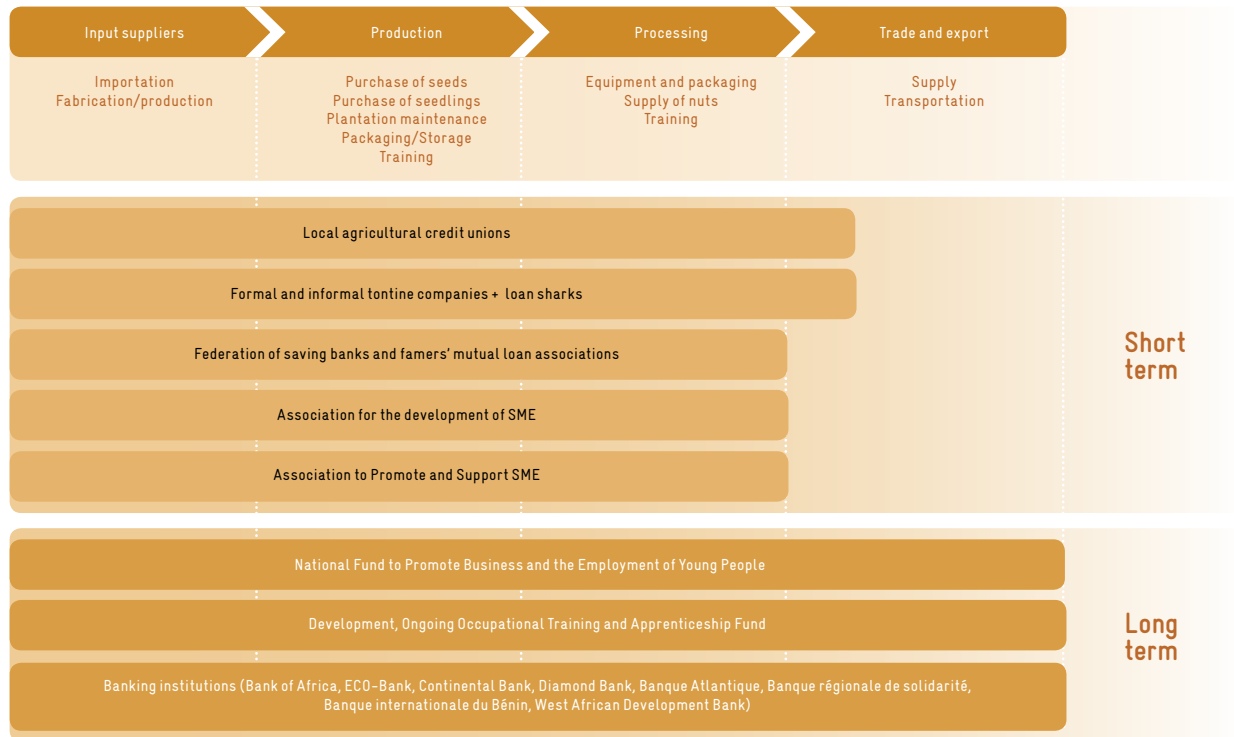 Input suppliers
Production
Processing
Trade and export
Importation
Fabrication/production
Purchase of seeds
Purchase of seedlings
Plantation maintenance
Packaging/Storage
Training
Equipment and packaging
Supply of nuts
Training
Supply
Transportation
Local agricultural credit unions
Formal and informal tontine companies + loan sharks
Federation of saving banks and famers' mutual loan associations
Association for the development of SME
Association to Promote and Support SME
Short
term
National Fund to Promote Business and the Employment of Young People
Development, Ongoing Occupational Training and Apprenticeship Fund
Banking institutions (Bank of Africa, ECO-Bank, Continental Bank, Diamond Bank, Banque Atlantique, Banque régionale de solidarité,
Banque internationale du Bénin, West African Development Bank)
Long
term